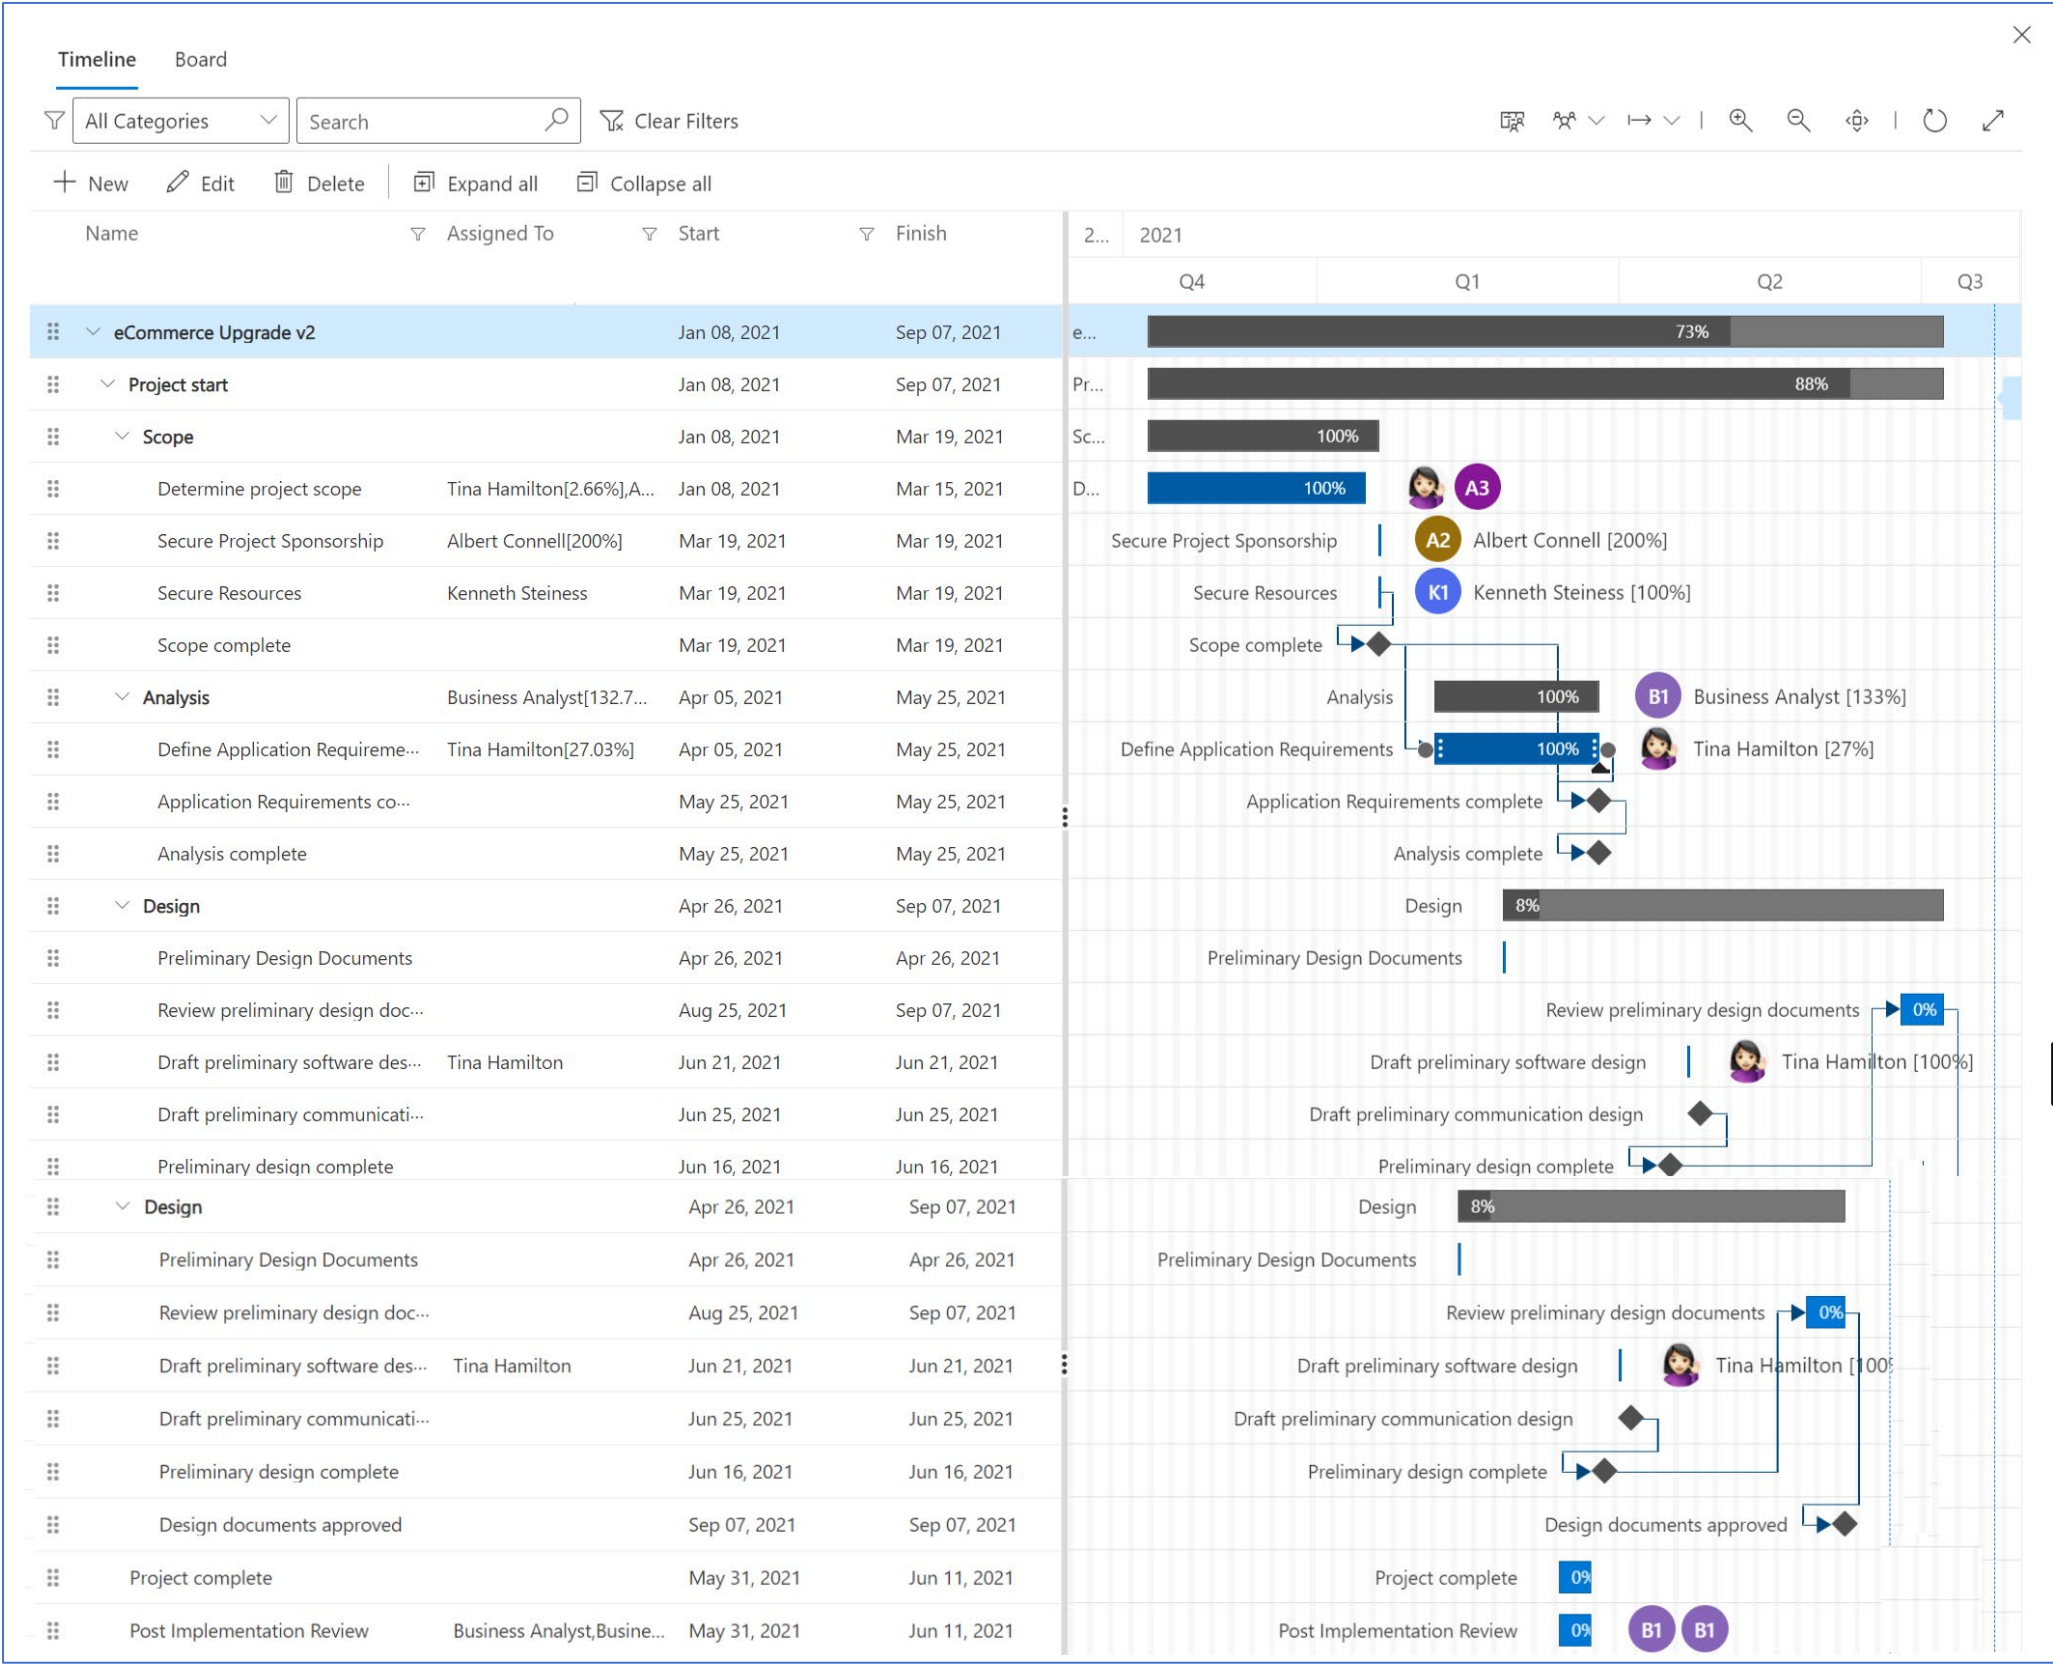 Timeline Board
All Categories Search Clear Filters
New Edit Delete Expand all Collapse all
Name Assigned To Start Finish 2... 2021
Q4 Q1 Q2 Q3
eCommerce Upgrade v2 Jan 08, 2021 Sep 07, 2021 e... 73%
Project start Jan 08, 2021 Sep 07, 2021 Pr... 88%
Scope Jan 08, 2021 Mar 19, 2021 Sc... 100%
Determine project scope Tina Hamilton[2.66%],A... Jan 08, 2021 Mar 15, 2021 D... 100% A3
Secure Project Sponsorship Albert Connell[200%] Mar 19, 2021 Mar 19, 2021 Secure Project Sponsorship A2 Albert Connell [200%]
Secure Resources Kenneth Steiness Mar 19, 2021 Mar 19, 2021 Secure Resources K1 Kenneth Steiness [100%]
Scope complete Mar 19, 2021 Mar 19, 2021 Scope complete
Analysis Business Analyst[132.7... Apr 05, 2021 May 25, 2021 Analysis 100% B1 Business Analyst [133%]
Define Application Requireme... Tina Hamilton[27.03%] Apr 05, 2021 May 25, 2021 Define Application Requirements 100% Tina Hamilton [27%]
Application Requirements co... May 25, 2021 May 25, 2021 Application Requirements complete
Analysis complete May 25, 2021 May 25, 2021 Analysis complete
Design Apr 26, 2021 Sep 07, 2021 Design 8%
Preliminary Design Documents Apr 26, 2021 Apr 26, 2021 Preliminary Design Documents
Review preliminary design doc... Aug 25, 2021 Sep 07, 2021 Review preliminary design documents 0%
Draft preliminary software des... Tina Hamilton Jun 21, 2021 Jun 21, 2021 Draft preliminary software design Tina Hamilton [100%]
Draft preliminary communicati... Jun 25, 2021 Jun 25, 2021 Draft preliminary communication design
Preliminary design complete Jun 16, 2021 Jun 16, 2021 Preliminary design complete
Design Apr 26, 2021 Sep 07, 2021 Design 8%
Preliminary Design Documents Apr 26, 2021 Apr 26, 2021 Preliminary Design Documents
Review preliminary design doc... Aug 25, 2021 Sep 07, 2021 Review preliminary design documents 0%
Draft preliminary software des... Tina Hamilton Jun 21, 2021 Jun 21, 2021 Draft preliminary software design Tina Hamilton [100
Draft preliminary communicati... Jun 25, 2021 Jun 25, 2021 Draft preliminary communication design
Preliminary design complete Jun 16, 2021 Jun 16, 2021 Preliminary design complete
Design documents approved Sep 07, 2021 Sep 07, 2021 Design documents approved
Project complete May 31, 2021 Jun 11, 2021 Project complete 0%
Post Implementation Review Business Analyst,Busine... May 31, 2021 Jun 11, 2021 Post Implementation Review 0% B1 B1